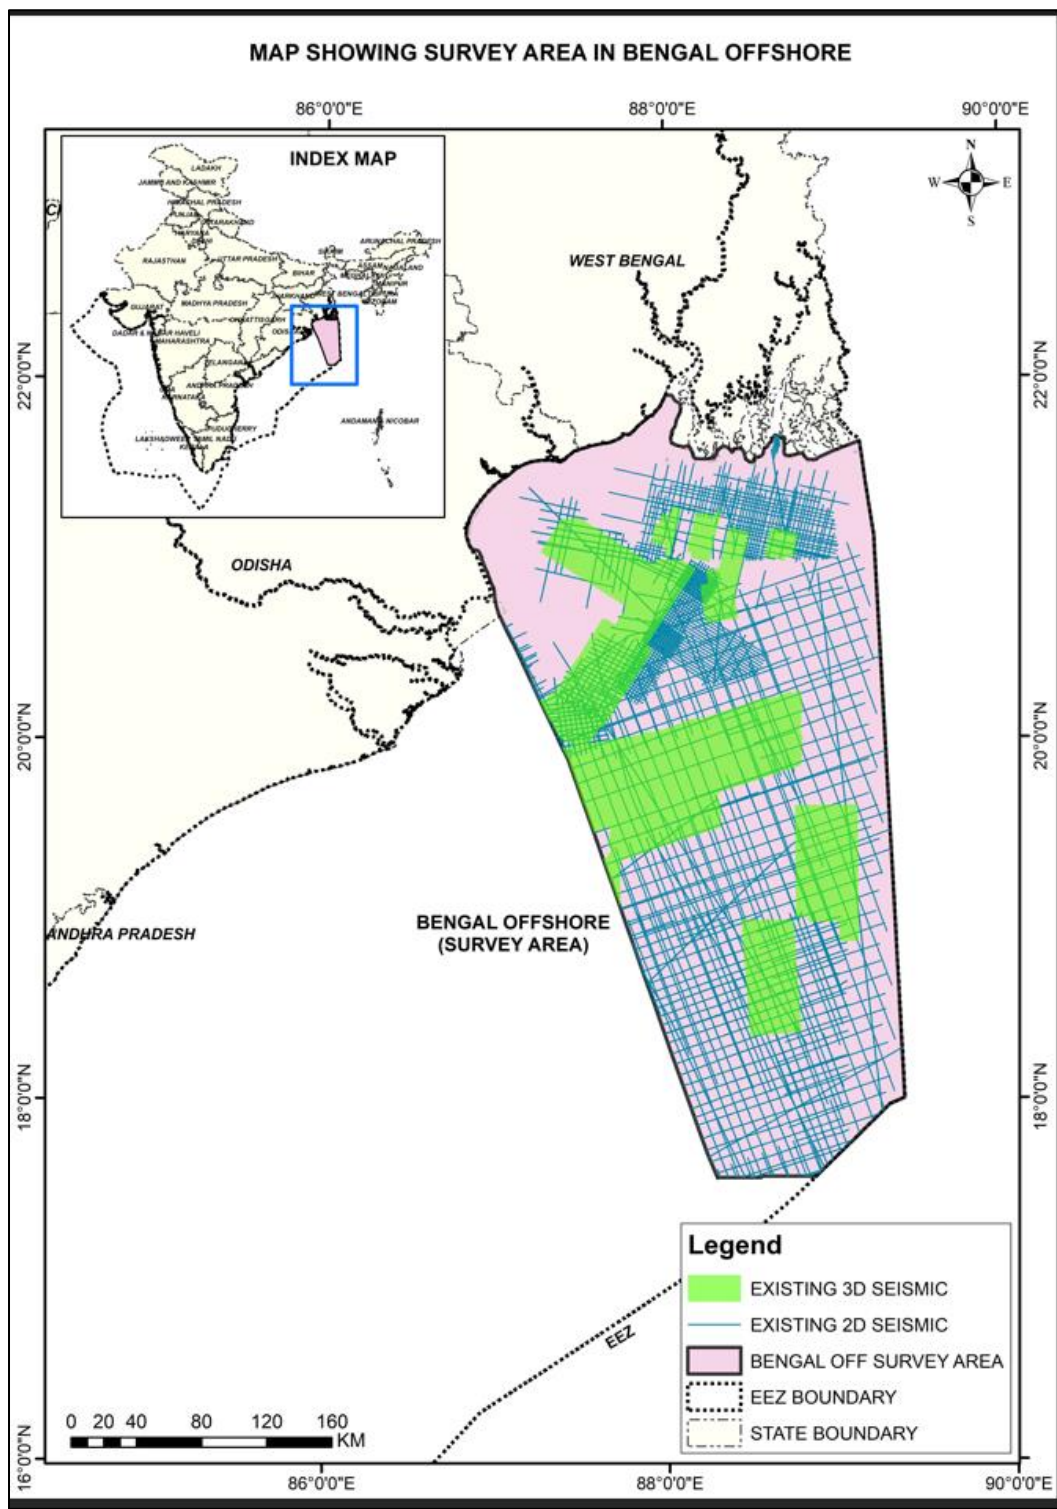 MAP SHOWING SURVEY AREA IN BENGAL OFFSHORE
86°0'0"E
88°0'0"E
90°0'0"E
INDEX MAP
LADAKH
JAMMU AND KASHMIR
HIMACHAL PRADESH
PUNJAB
UTTARAKHAND
HARYANA
DELHI
RAJASTHAN
UTTAR PRADESH
SIKKIM
ARUNACHAL PRADESH
ASSAM
NAGALAND
BIHAR
MANIPUR
JHARKHAND
WEST BENGAL
MIZORAM
GUJARAT
MADHYA PRADESH
CHHATTISGARH
ODISHA
DADAR & NAGAR HAVELI
MAHARASHTRA
TELANGANA
GOA
ANDHRA PRADESH
KARNATAKA
ANDAMAN & NICOBAR
PUDUCHERRY
LAKSHADWEEP
TAMIL NADU
KERALA
N
W
E
S
WEST BENGAL
22°0'0"N
22°0'0"N
ODISHA
20°0'0"N
20°0'0"N
BENGAL OFFSHORE
(SURVEY AREA)
ANDHRA PRADESH
18°0'0"N
18°0'0"N
EEZ
Legend
EXISTING 3D SEISMIC
EXISTING 2D SEISMIC
BENGAL OFF SURVEY AREA
EEZ BOUNDARY
STATE BOUNDARY
0 20 40 80 120 160
KM
16°0'0"N
86°0'0"E
88°0'0"E
90°0'0"E